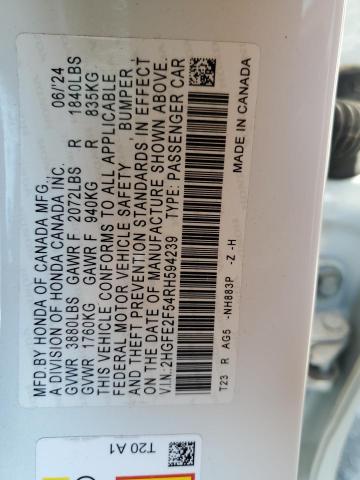 MFD.BY HONDA OF CANADA MFG. 06/'24
A DIVISION OF HONDA CANADA INC.
GVWR 3860LBS GAWR F 2072LBS R 1840LBS
GVWR 1760KG GAWR F 940KG R 835KG
THIS VEHICLE CONFORMS TO ALL APPLICABLE
FEDERAL MOTOR VEHICLE SAFETY BUMPER,
AND THEFT PREVENTION STANDARDS IN EFFECT
ON THE DATE OF MANUFACTURE SHOWN ABOVE.
V.I.N.:2HGFE2F54RH594239 TYPE: PASSENGER CAR
T23 R AG5 -NH883P -Z -H MADE IN CANADA
T20 A1